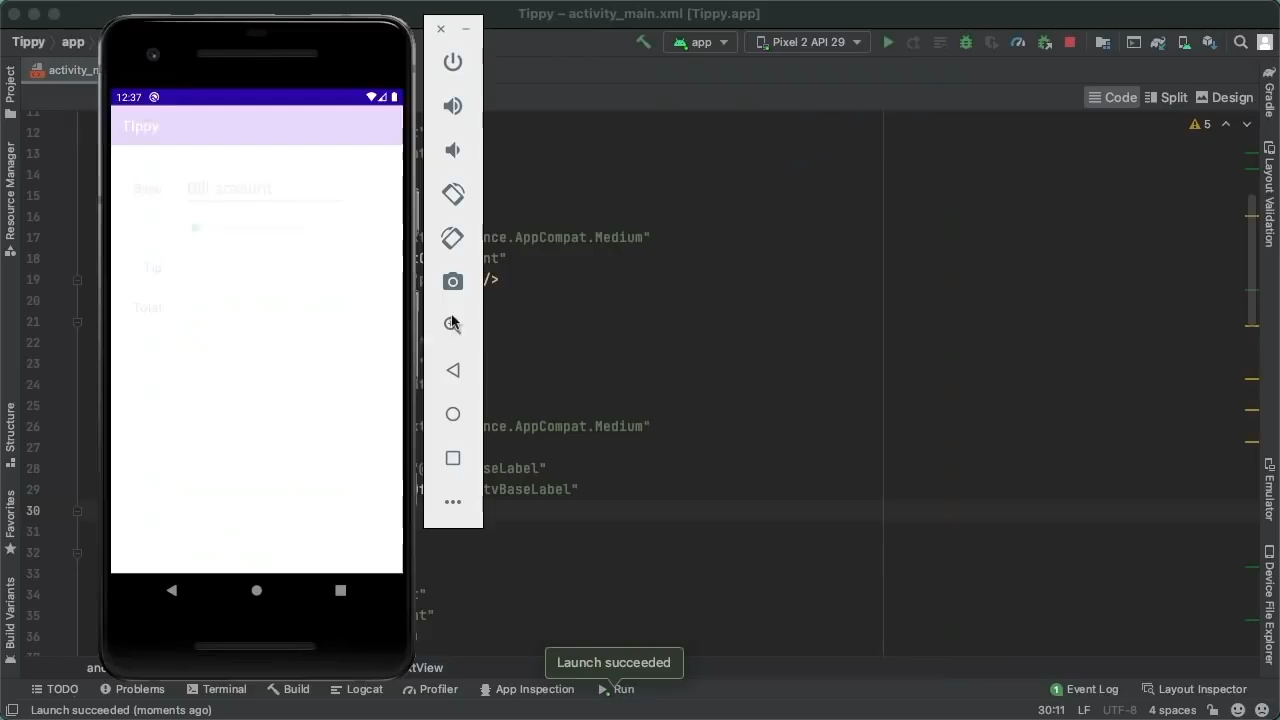 Tippy – activity_main.xml [Tippy.app]
Tippy
app
app
Pixel 2 API 29
activity_m
Code
Split
Design
5
Project
Resource Manager
Structure
Favorites
Build Variants
Gradle
Layout Validation
Emulator
Device File Explorer
12:37
Tippy
Base
Bill amount
Tip
Total
11
12
13
14
15
16
17
nce.AppCompat.Medium"
18
nt"
19
/>
20
21
22
23
24
25
26
nce.AppCompat.Medium"
27
28
seLabel"
29
tvBaseLabel"
30
31
32
33
34
"
35
nt"
36
tView
Launch succeeded
TODO
Problems
Terminal
Build
Logcat
Profiler
App Inspection
Run
1 Event Log
Layout Inspector
Launch succeeded (moments ago)
30:11
LF
UTF-8
4 spaces